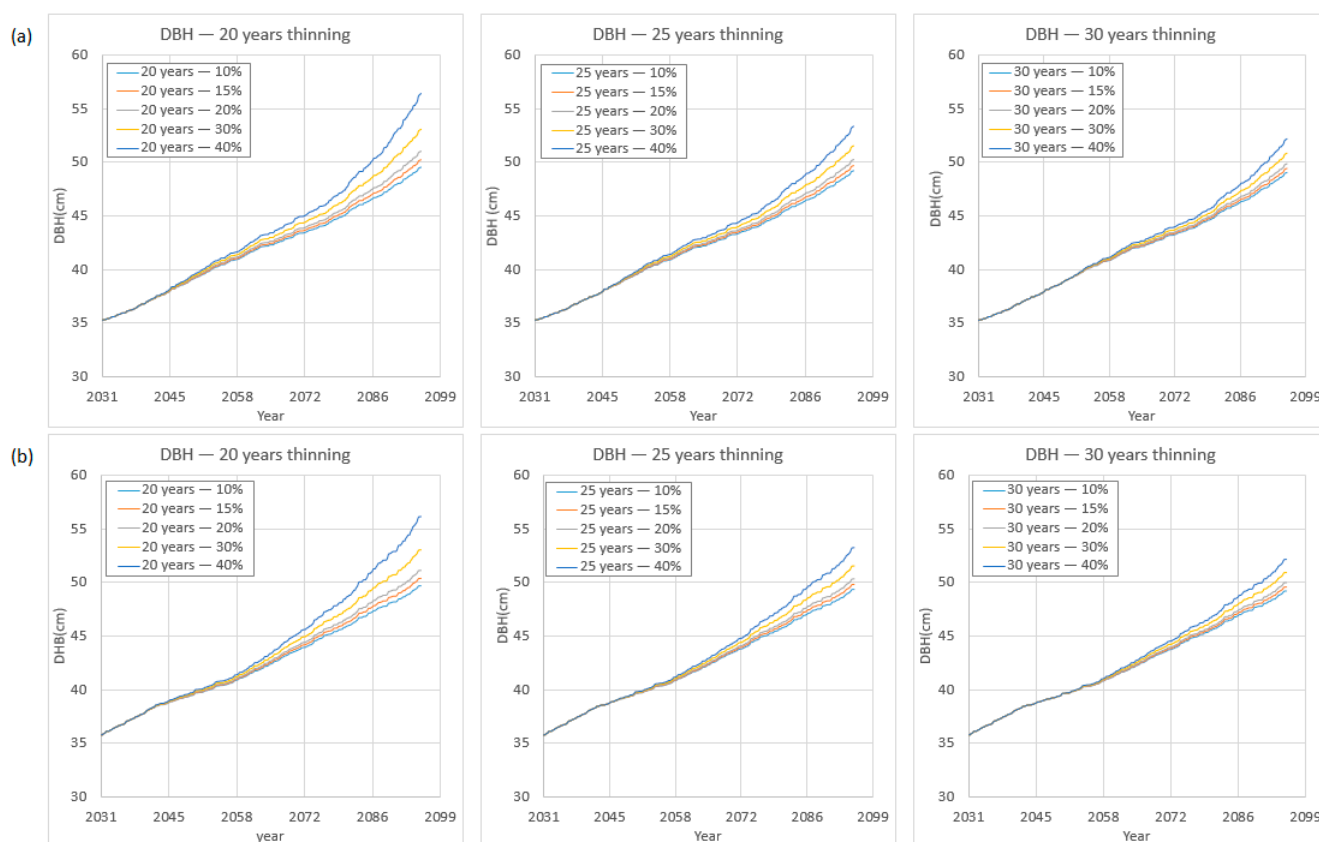 (a)
DBH — 20 years thinning
60
55
50
45
40
35
30
DBH(cm)
20 years — 10%
20 years — 15%
20 years — 20%
20 years — 30%
20 years — 40%
2031 2045 2058 2072 2086 2099
Year
DBH — 25 years thinning
60
55
50
45
40
35
30
DBH (cm)
25 years — 10%
25 years — 15%
25 years — 20%
25 years — 30%
25 years — 40%
2031 2045 2058 2072 2086 2099
Year
DBH — 30 years thinning
60
55
50
45
40
35
30
DBH(cm)
30 years — 10%
30 years — 15%
30 years — 20%
30 years — 30%
30 years — 40%
2031 2045 2058 2072 2086 2099
Year
(b)
DBH — 20 years thinning
60
55
50
45
40
35
30
DHB(cm)
20 years — 10%
20 years — 15%
20 years — 20%
20 years — 30%
20 years — 40%
2031 2045 2058 2072 2086 2099
year
DBH — 25 years thinning
60
55
50
45
40
35
30
DBH(cm)
25 years — 10%
25 years — 15%
25 years — 20%
25 years — 30%
25 years — 40%
2031 2045 2058 2072 2086 2099
Year
DBH — 30 years thinning
60
55
50
45
40
35
30
DBH(cm)
30 years — 10%
30 years — 15%
30 years — 20%
30 years — 30%
30 years — 40%
2031 2045 2058 2072 2086 2099
Year